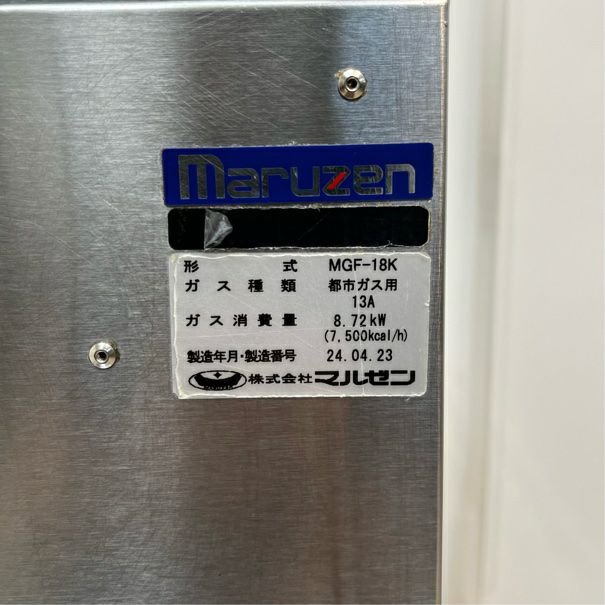 maruzen
形 式 MGF-18K
ガス種類 都市ガス用
13A
ガス消費量 8.72kW
(7,500kcal/h)
製造年月・製造番号 24.04.23
株式会社マルゼン